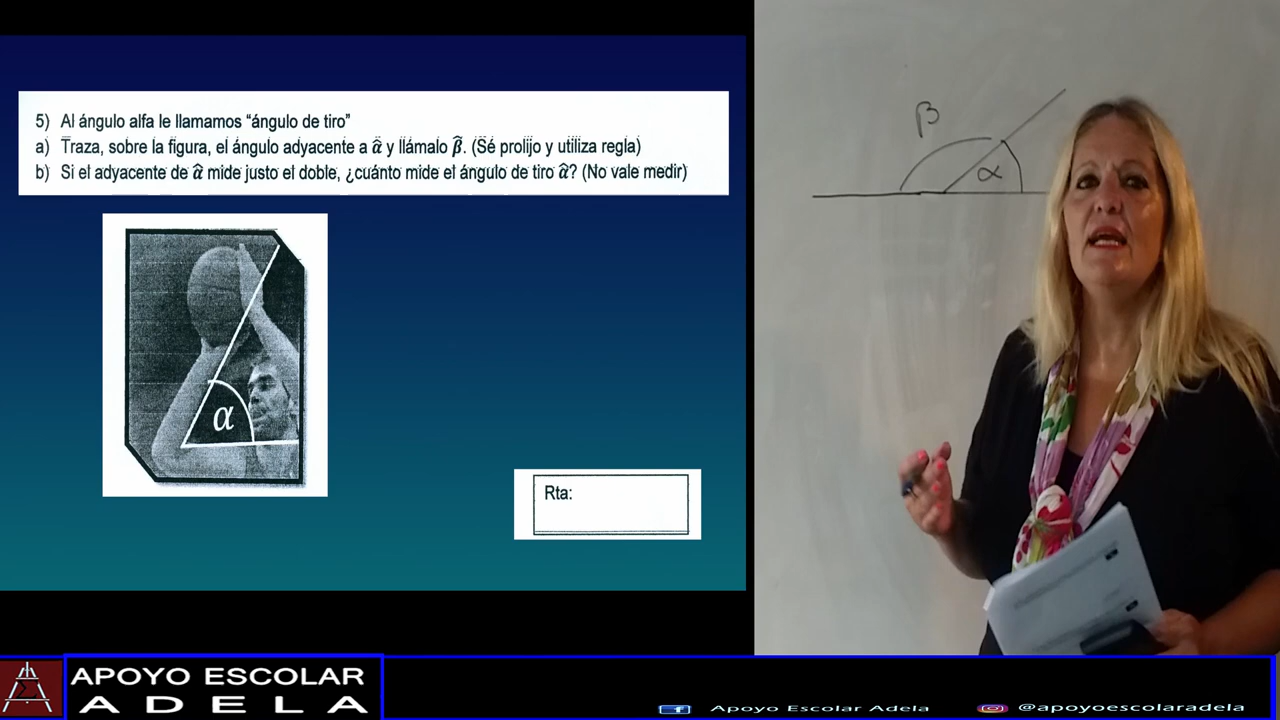 5) Al ángulo alfa le llamamos “ángulo de tiro”
a) Traza, sobre la figura, el ángulo adyacente a α̂ y llámalo β̂. (Sé prolijo y utiliza regla)
b) Si el adyacente de α̂ mide justo el doble, ¿cuánto mide el ángulo de tiro α̂? (No vale medir)
α
Rta:
β
α
APOYO ESCOLAR
ADELA
Apoyo Escolar Adela
@apoyoescolaradela